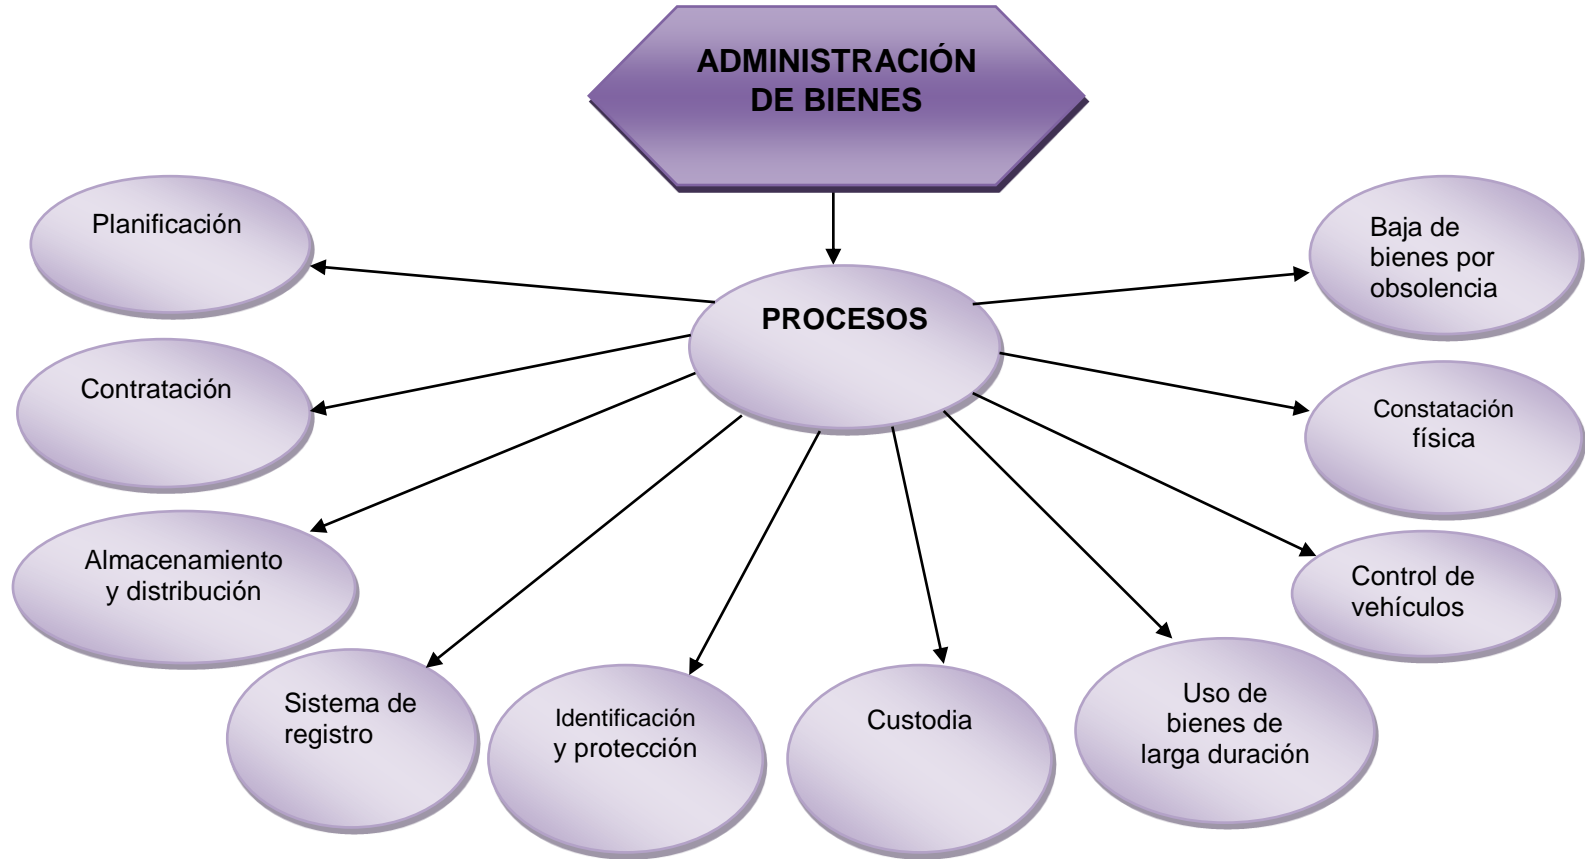 ADMINISTRACIÓN
DE BIENES
PROCESOS
Planificación
Contratación
Almacenamiento
y distribución
Sistema de
registro
Identificación
y protección
Custodia
Uso de
bienes de
larga duración
Control de
vehículos
Constatación
física
Baja de
bienes por
obsolencia